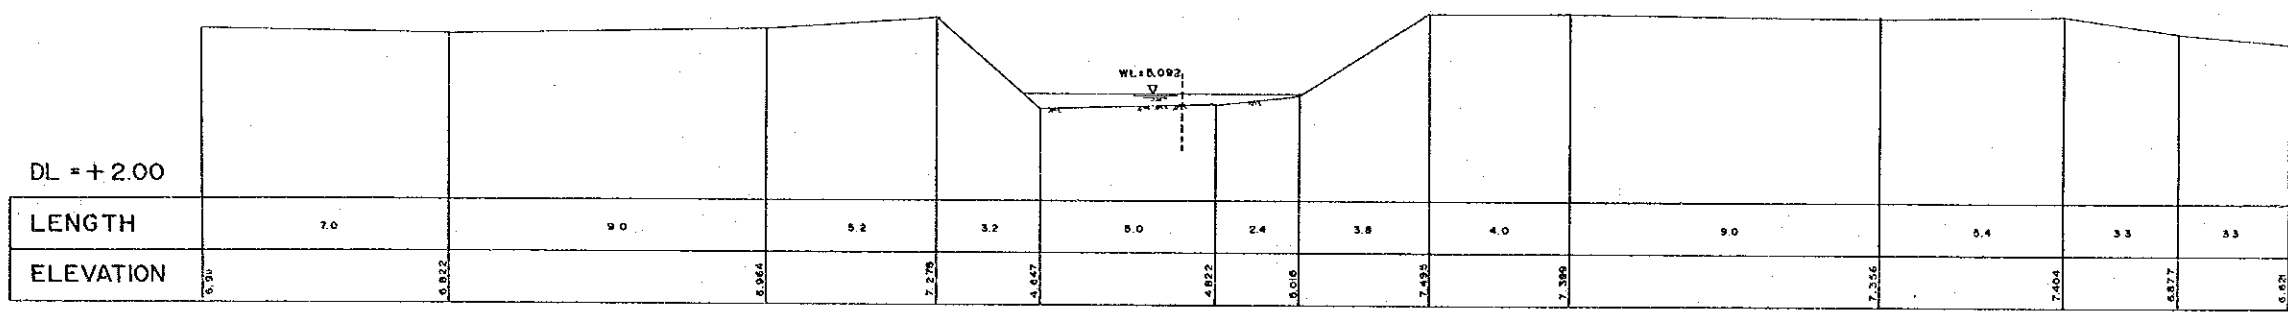 WL=5.092
DL = + 2.00
LENGTH 7.0 9.0 5.2 3.2 5.0 2.4 3.8 4.0 9.0 5.4 3.3 3.3
ELEVATION 6.822 6.964 7.278 4.647 4.822 5.018 7.495 7.399 7.356 7.404 6.877 6.621